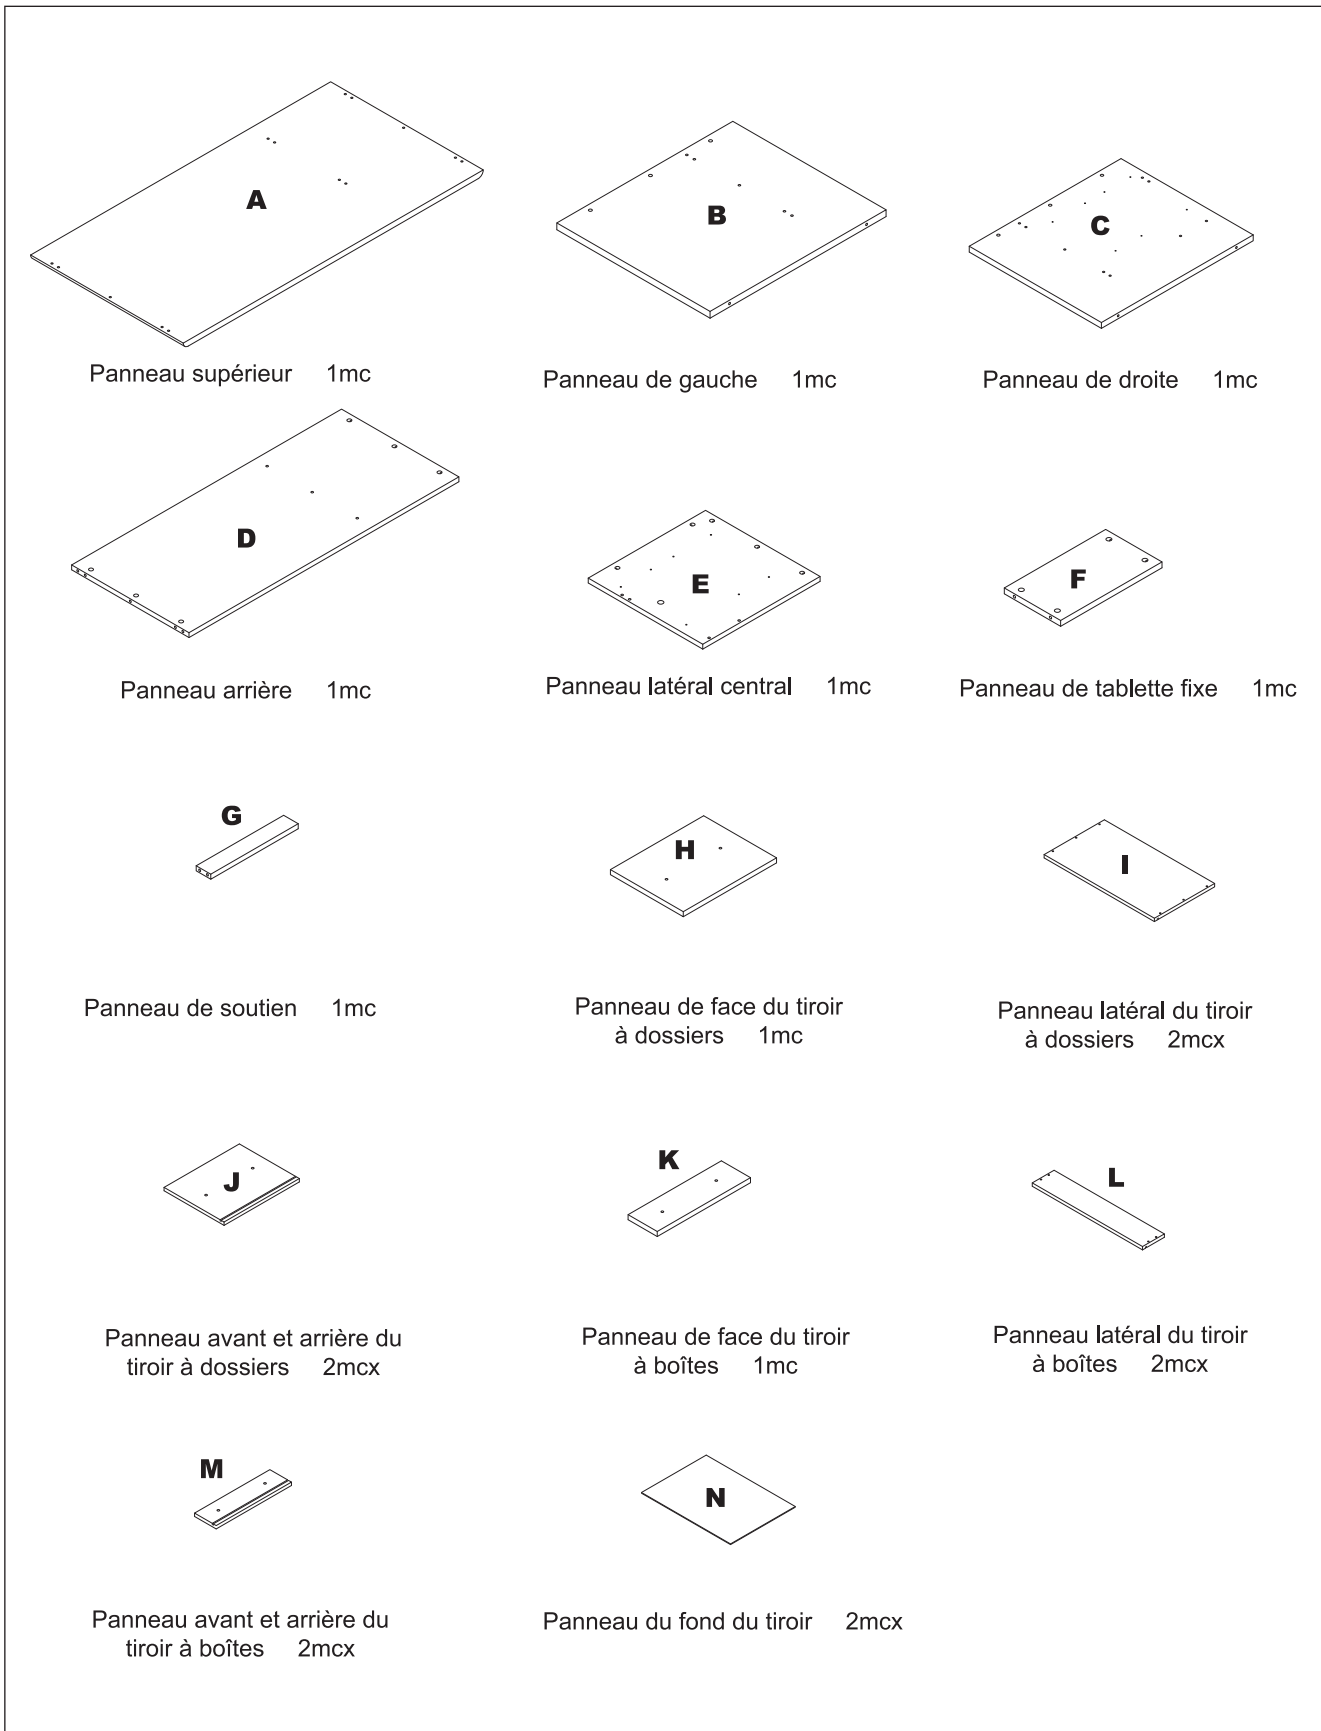 A
B
C
Panneau supérieur 1mc
Panneau de gauche 1mc
Panneau de droite 1mc
D
E
F
Panneau arrière 1mc
Panneau latéral central 1mc
Panneau de tablette fixe 1mc
G
H
I
Panneau de soutien 1mc
Panneau de face du tiroir
à dossiers 1mc
Panneau latéral du tiroir
à dossiers 2mcx
J
K
L
Panneau avant et arrière du
tiroir à dossiers 2mcx
Panneau de face du tiroir
à boîtes 1mc
Panneau latéral du tiroir
à boîtes 2mcx
M
N
Panneau avant et arrière du
tiroir à boîtes 2mcx
Panneau du fond du tiroir 2mcx